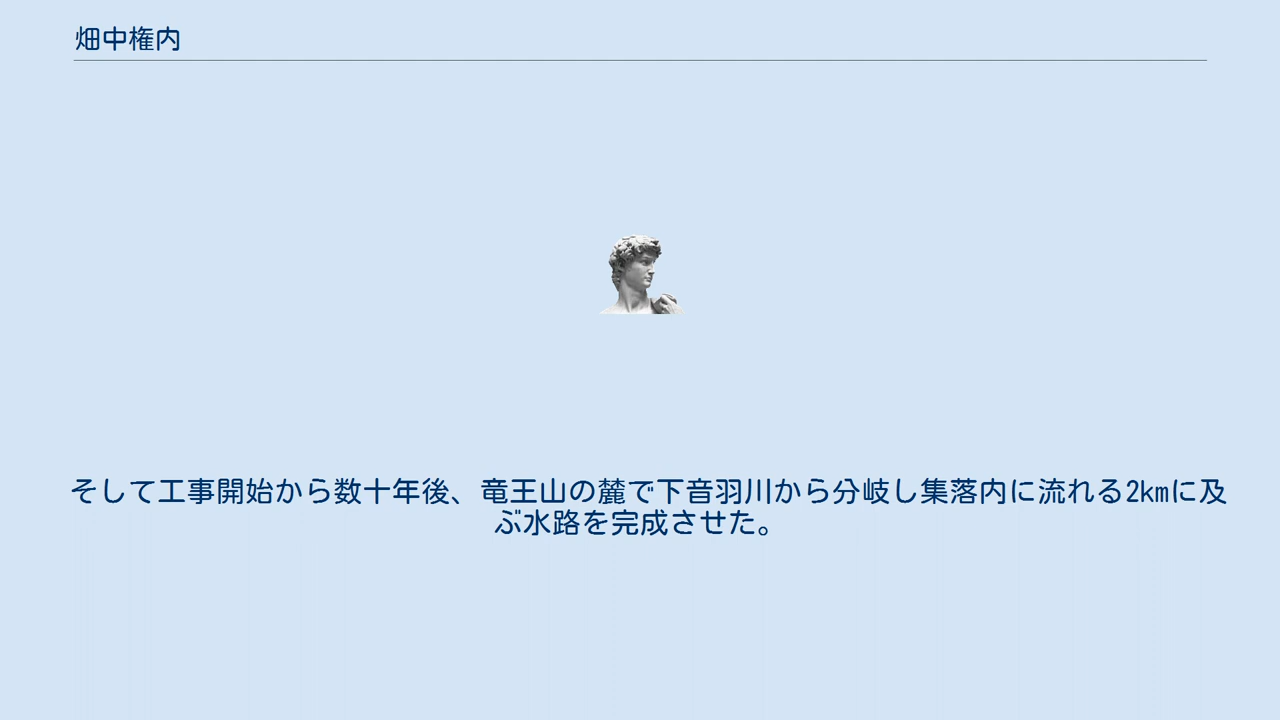 畑中権内
そして工事開始から数十年後、竜王山の麓で下音羽川から分岐し集落内に流れる2kmに及
ぶ水路を完成させた。